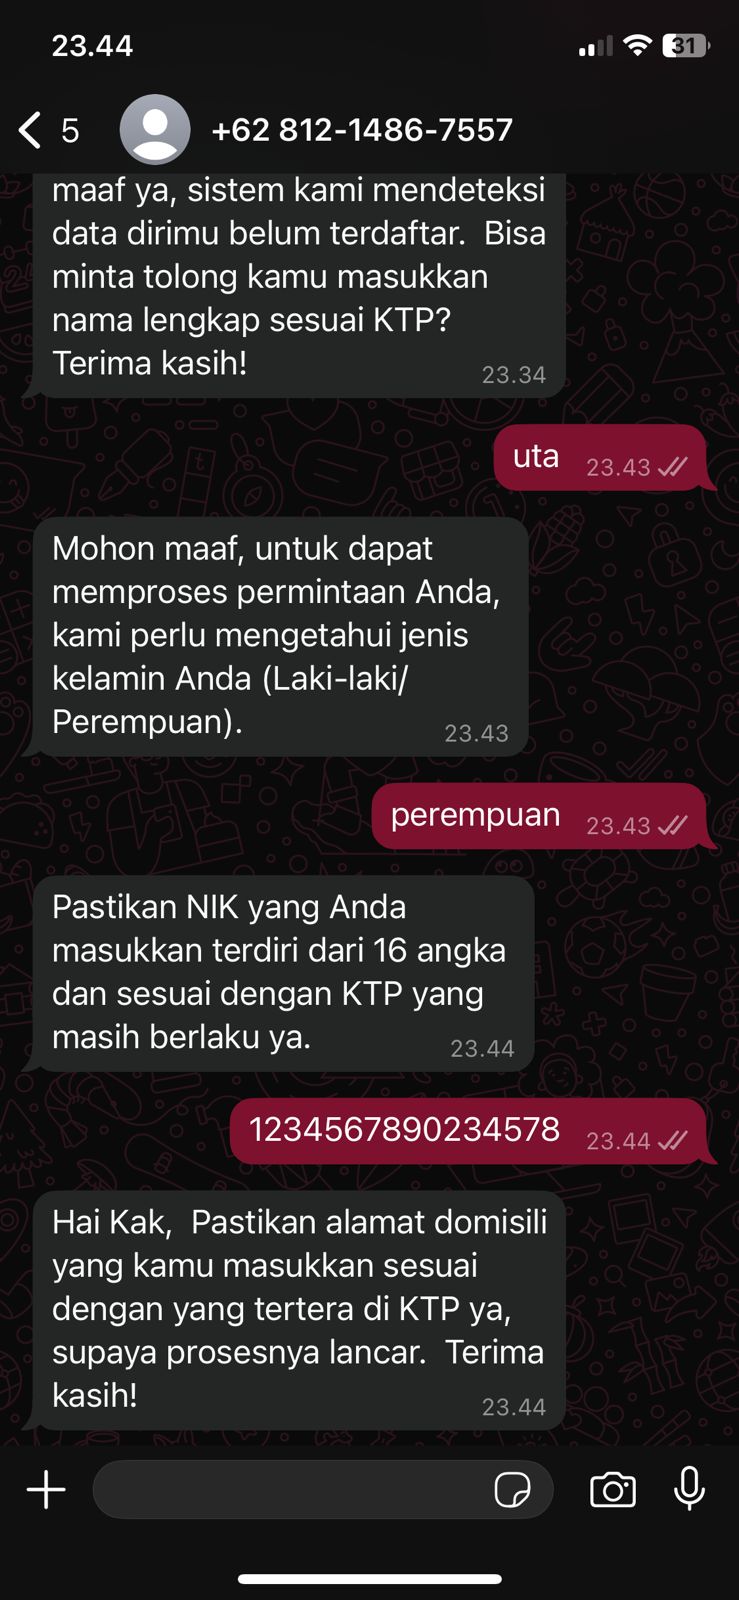 23.44
31
5
+62 812-1486-7557
maaf ya, sistem kami mendeteksi
data dirimu belum terdaftar.  Bisa
minta tolong kamu masukkan
nama lengkap sesuai KTP?
Terima kasih!
23.34
uta
23.43
Mohon maaf, untuk dapat
memproses permintaan Anda,
kami perlu mengetahui jenis
kelamin Anda (Laki-laki/
Perempuan).
23.43
perempuan
23.43
Pastikan NIK yang Anda
masukkan terdiri dari 16 angka
dan sesuai dengan KTP yang
masih berlaku ya.
23.44
1234567890234578
23.44
Hai Kak,  Pastikan alamat domisili
yang kamu masukkan sesuai
dengan yang tertera di KTP ya,
supaya prosesnya lancar.  Terima
kasih!
23.44